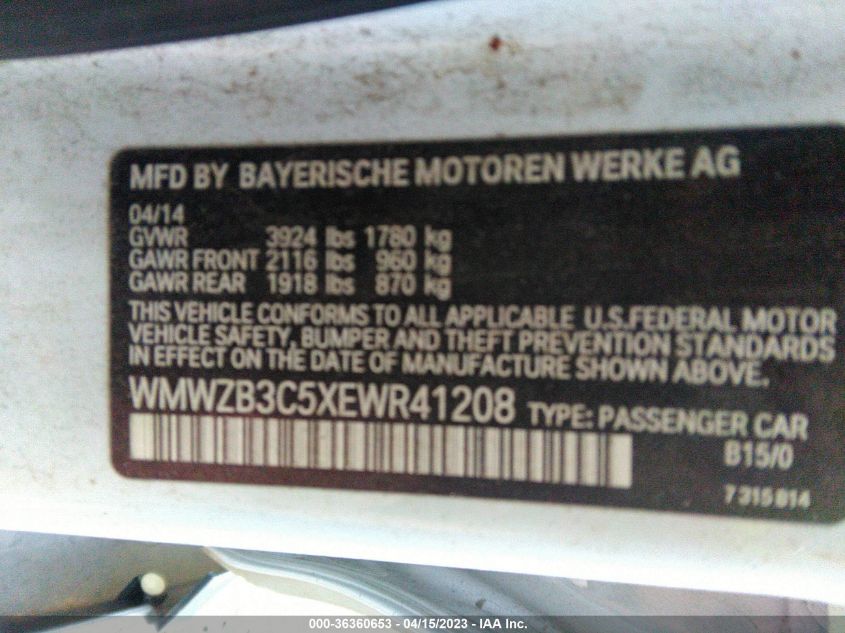 MFD BY BAYERISCHE MOTOREN WERKE AG
04/14
GVWR 3924 lbs 1780 kg
GAWR FRONT 2116 lbs 960 kg
GAWR REAR 1918 lbs 870 kg
THIS VEHICLE CONFORMS TO ALL APPLICABLE U.S.FEDERAL MOTOR
VEHICLE SAFETY, BUMPER AND THEFT PREVENTION STANDARDS
IN EFFECT ON THE DATE OF MANUFACTURE SHOWN ABOVE.
WMWZB3C5XEWR41208 TYPE: PASSENGER CAR
B15/0
7 315 814
000-36360653 - 04/15/2023 - IAA Inc.